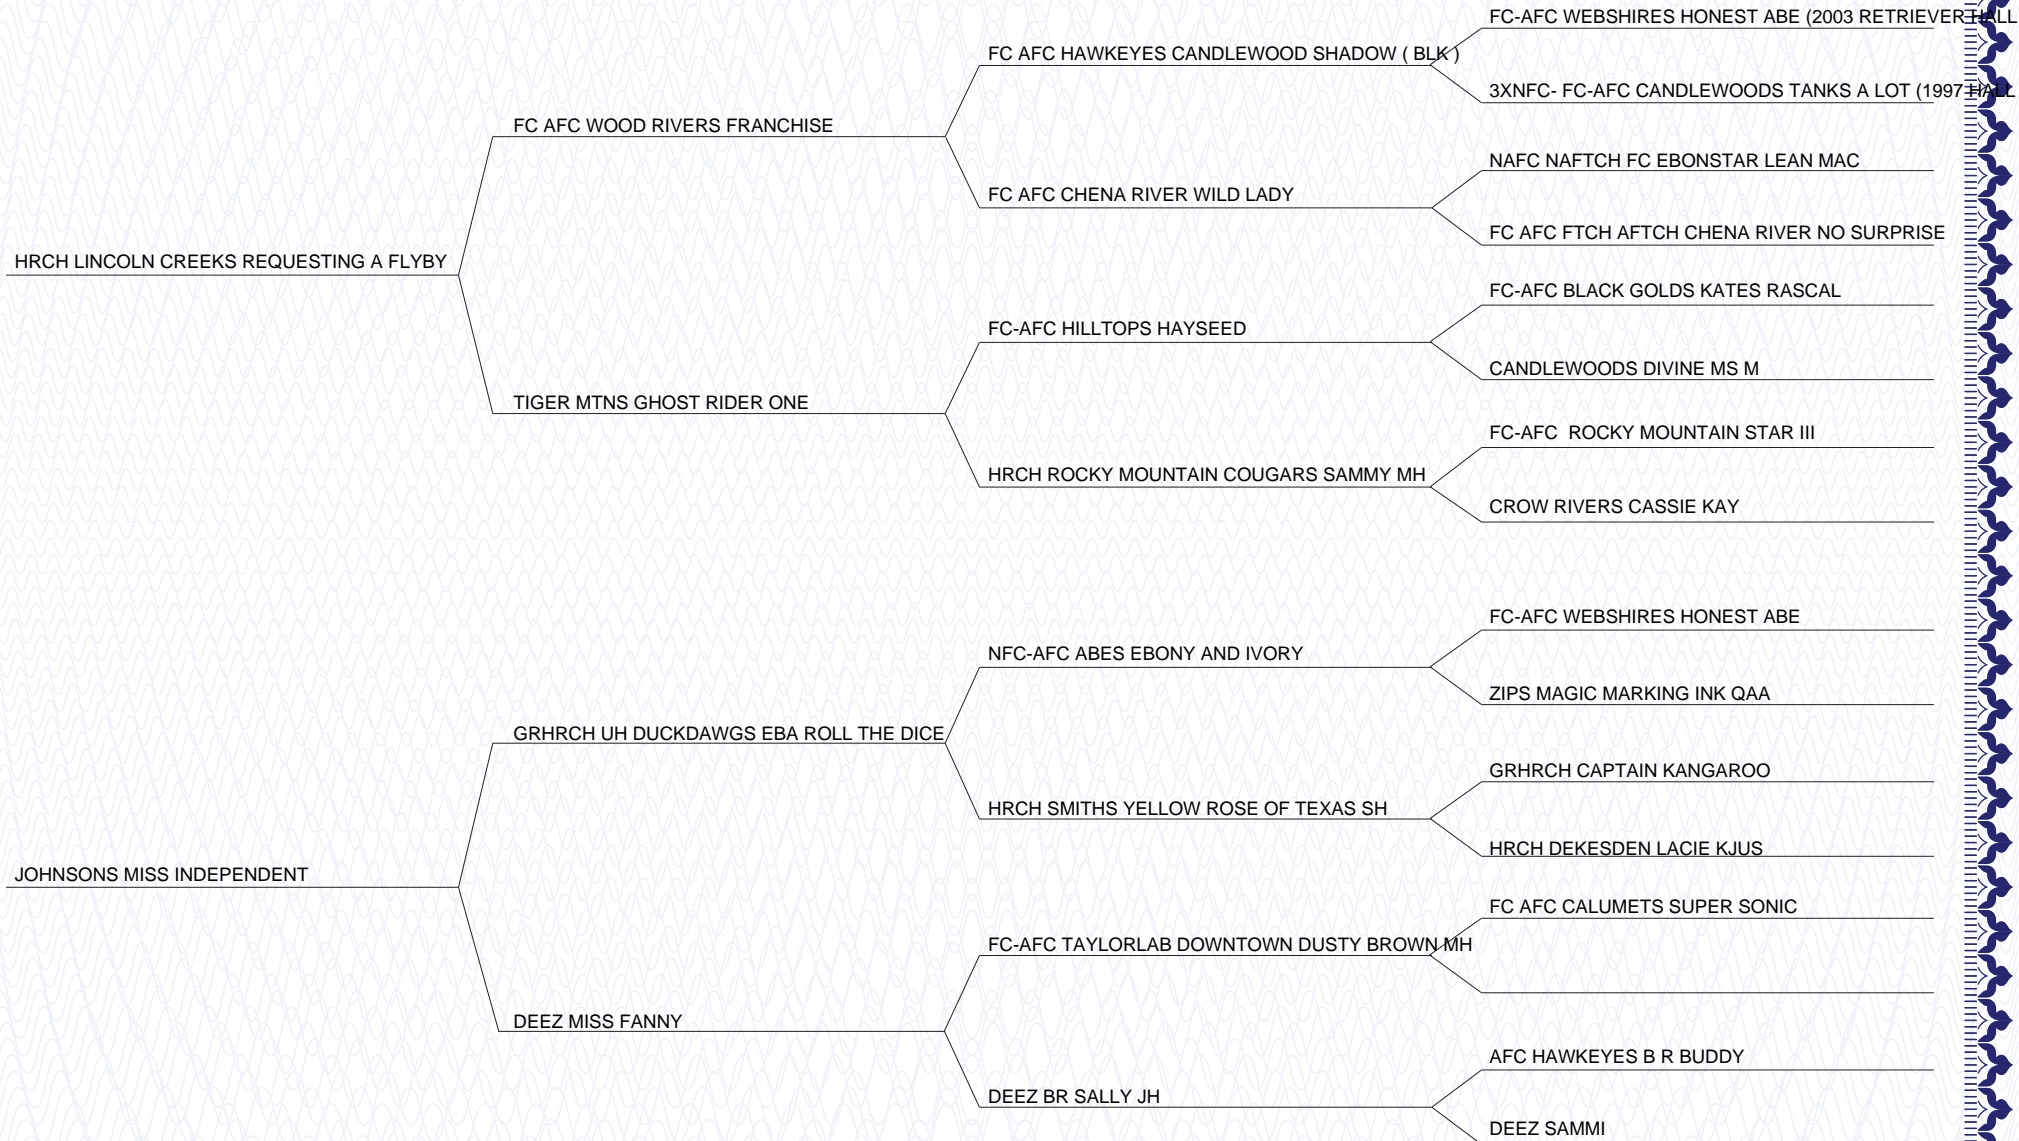 FC-AFC WEBSHIRES HONEST ABE (2003 RETRIEVER HALL
FC AFC HAWKEYES CANDLEWOOD SHADOW ( BLK )
3XNFC- FC-AFC CANDLEWOODS TANKS A LOT (1997 HALL
FC AFC WOOD RIVERS FRANCHISE
NAFC NAFTCH FC EBONSTAR LEAN MAC
FC AFC CHENA RIVER WILD LADY
FC AFC FTCH AFTCH CHENA RIVER NO SURPRISE
HRCH LINCOLN CREEKS REQUESTING A FLYBY
FC-AFC BLACK GOLDS KATES RASCAL
FC-AFC HILLTOPS HAYSEED
CANDLEWOODS DIVINE MS M
TIGER MTNS GHOST RIDER ONE
FC-AFC  ROCKY MOUNTAIN STAR III
HRCH ROCKY MOUNTAIN COUGARS SAMMY MH
CROW RIVERS CASSIE KAY
FC-AFC WEBSHIRES HONEST ABE
NFC-AFC ABES EBONY AND IVORY
ZIPS MAGIC MARKING INK QAA
GRHRCH UH DUCKDAWGS EBA ROLL THE DICE
GRHRCH CAPTAIN KANGAROO
HRCH SMITHS YELLOW ROSE OF TEXAS SH
HRCH DEKESDEN LACIE KJUS
JOHNSONS MISS INDEPENDENT
FC AFC CALUMETS SUPER SONIC
FC-AFC TAYLORLAB DOWNTOWN DUSTY BROWN MH
DEEZ MISS FANNY
AFC HAWKEYES B R BUDDY
DEEZ BR SALLY JH
DEEZ SAMMI